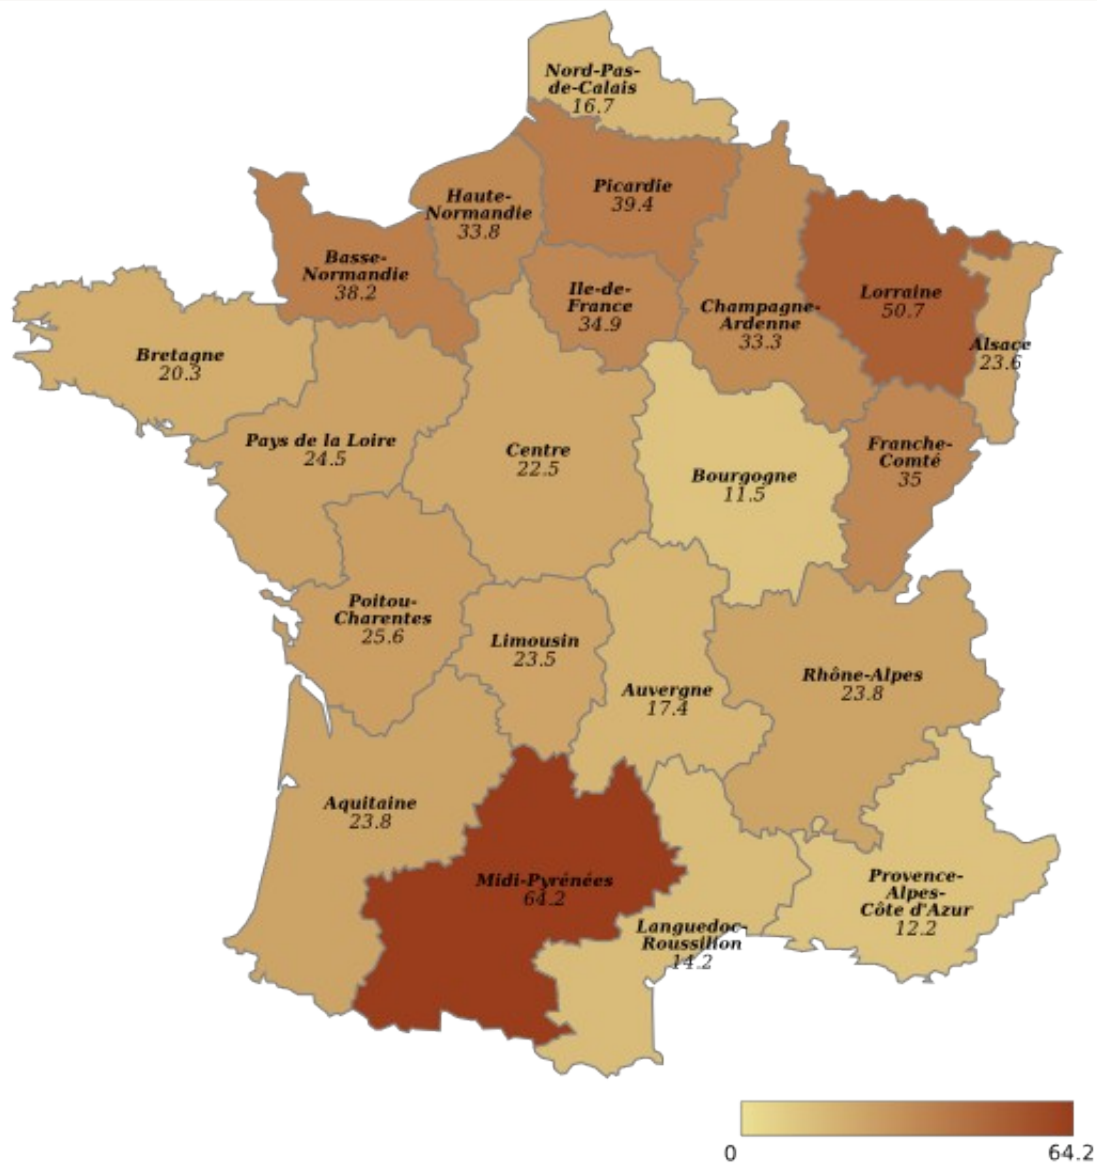 Nord-Pas-
de-Calais
16.7
Picardie
39.4
Haute-
Normandie
33.8
Basse-
Normandie
38.2
Ile-de-
France
34.9
Champagne-
Ardenne
33.3
Lorraine
50.7
Alsace
23.6
Bretagne
20.3
Pays de la Loire
24.5
Centre
22.5
Bourgogne
11.5
Franche-
Comté
35
Poitou-
Charentes
25.6
Limousin
23.5
Auvergne
17.4
Rhône-Alpes
23.8
Aquitaine
23.8
Midi-Pyrénées
64.2
Languedoc-
Roussillon
14.2
Provence-
Alpes-
Côte d'Azur
12.2
0
64.2